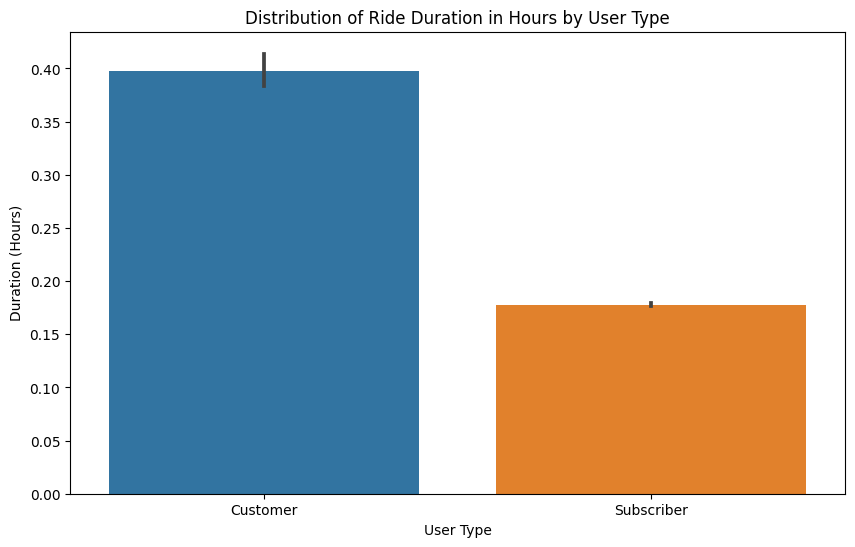 Distribution of Ride Duration in Hours by User Type
Duration (Hours)
0.40
0.35
0.30
0.25
0.20
0.15
0.10
0.05
0.00
Customer
Subscriber
User Type